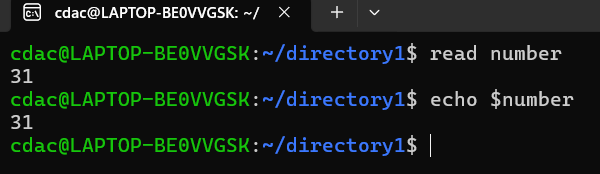 cdac@LAPTOP-BE0VVGSK: ~/
cdac@LAPTOP-BE0VVGSK:~/directory1$ read number
31
cdac@LAPTOP-BE0VVGSK:~/directory1$ echo $number
31
cdac@LAPTOP-BE0VVGSK:~/directory1$